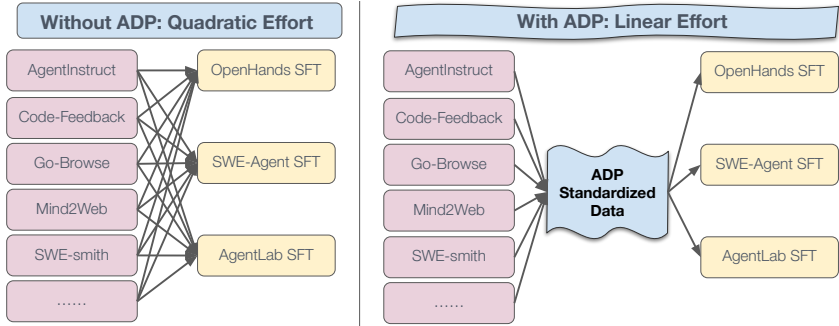 Without ADP: Quadratic Effort
AgentInstruct
Code-Feedback
Go-Browse
Mind2Web
SWE-smith
......
OpenHands SFT
SWE-Agent SFT
AgentLab SFT
With ADP: Linear Effort
AgentInstruct
Code-Feedback
Go-Browse
Mind2Web
SWE-smith
......
ADP
Standardized
Data
OpenHands SFT
SWE-Agent SFT
AgentLab SFT